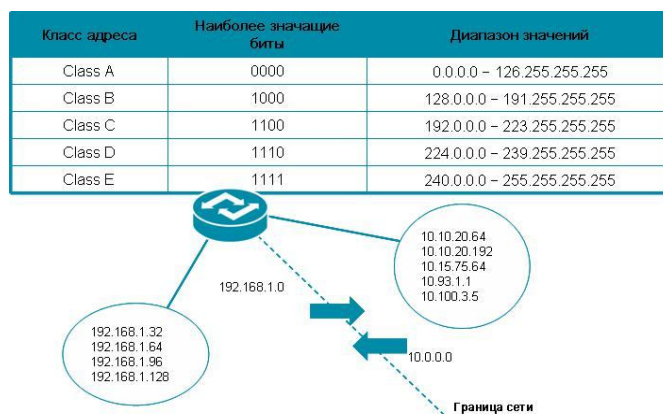 Класс адреса Наиболее значащие биты Диапазон значений
Class A 0000 0.0.0.0 – 126.255.255.255
Class B 1000 128.0.0.0 – 191.255.255.255
Class C 1100 192.0.0.0 – 223.255.255.255
Class D 1110 224.0.0.0 – 239.255.255.255
Class E 1111 240.0.0.0 – 255.255.255.255
10.10.20.64
10.10.20.192
10.15.75.64
10.93.1.1
10.100.3.5
192.168.1.0
192.168.1.32
192.168.1.64
192.168.1.96
192.168.1.128
10.0.0.0
Граница сети